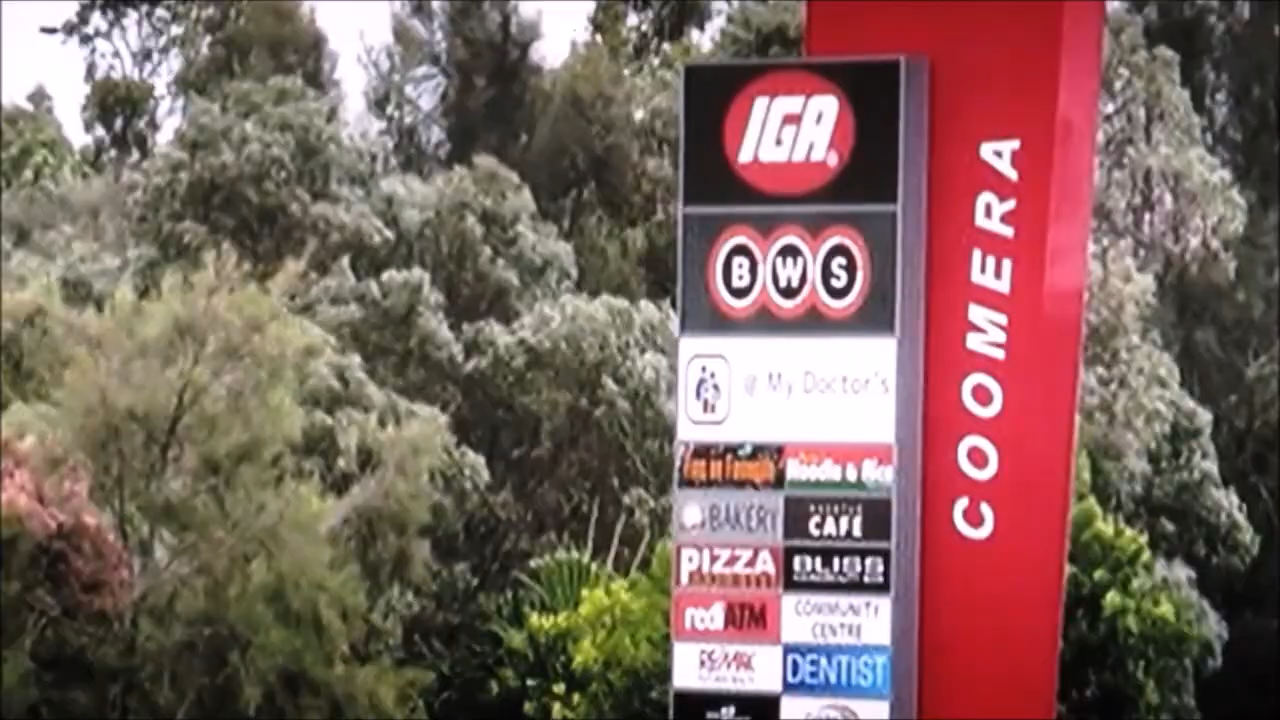 IGA
BWS
@ My Doctor's
Noodle & Rice
BAKERY
CAFE
PIZZA
BLISS
rediATM
COMMUNITY
CENTRE
RE/MAX
DENTIST
COOMERA